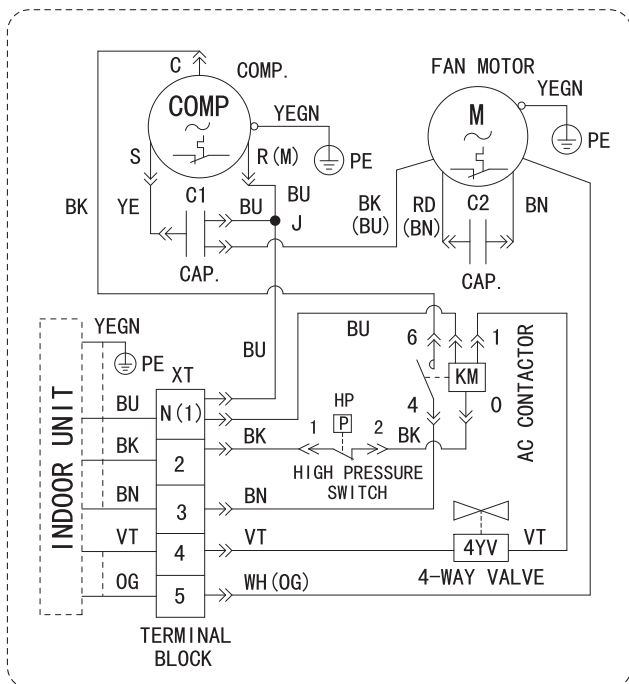 C
COMP.
COMP
YEGN
PE
S
R(M)
BK
YE
C1
BU
BU
J
CAP.
FAN MOTOR
M
YEGN
PE
BK
(BU)
RD
(BN)
C2
BN
CAP.
INDOOR UNIT
YEGN
PE
BU
BU
XT
6
1
KM
4
0
AC CONTACTOR
BU
N(1)
HP
P
1
2
BK
2
BK
BK
HIGH PRESSURE
SWITCH
BN
3
BN
VT
4
VT
4YV
VT
4-WAY VALVE
OG
5
WH(OG)
TERMINAL
BLOCK